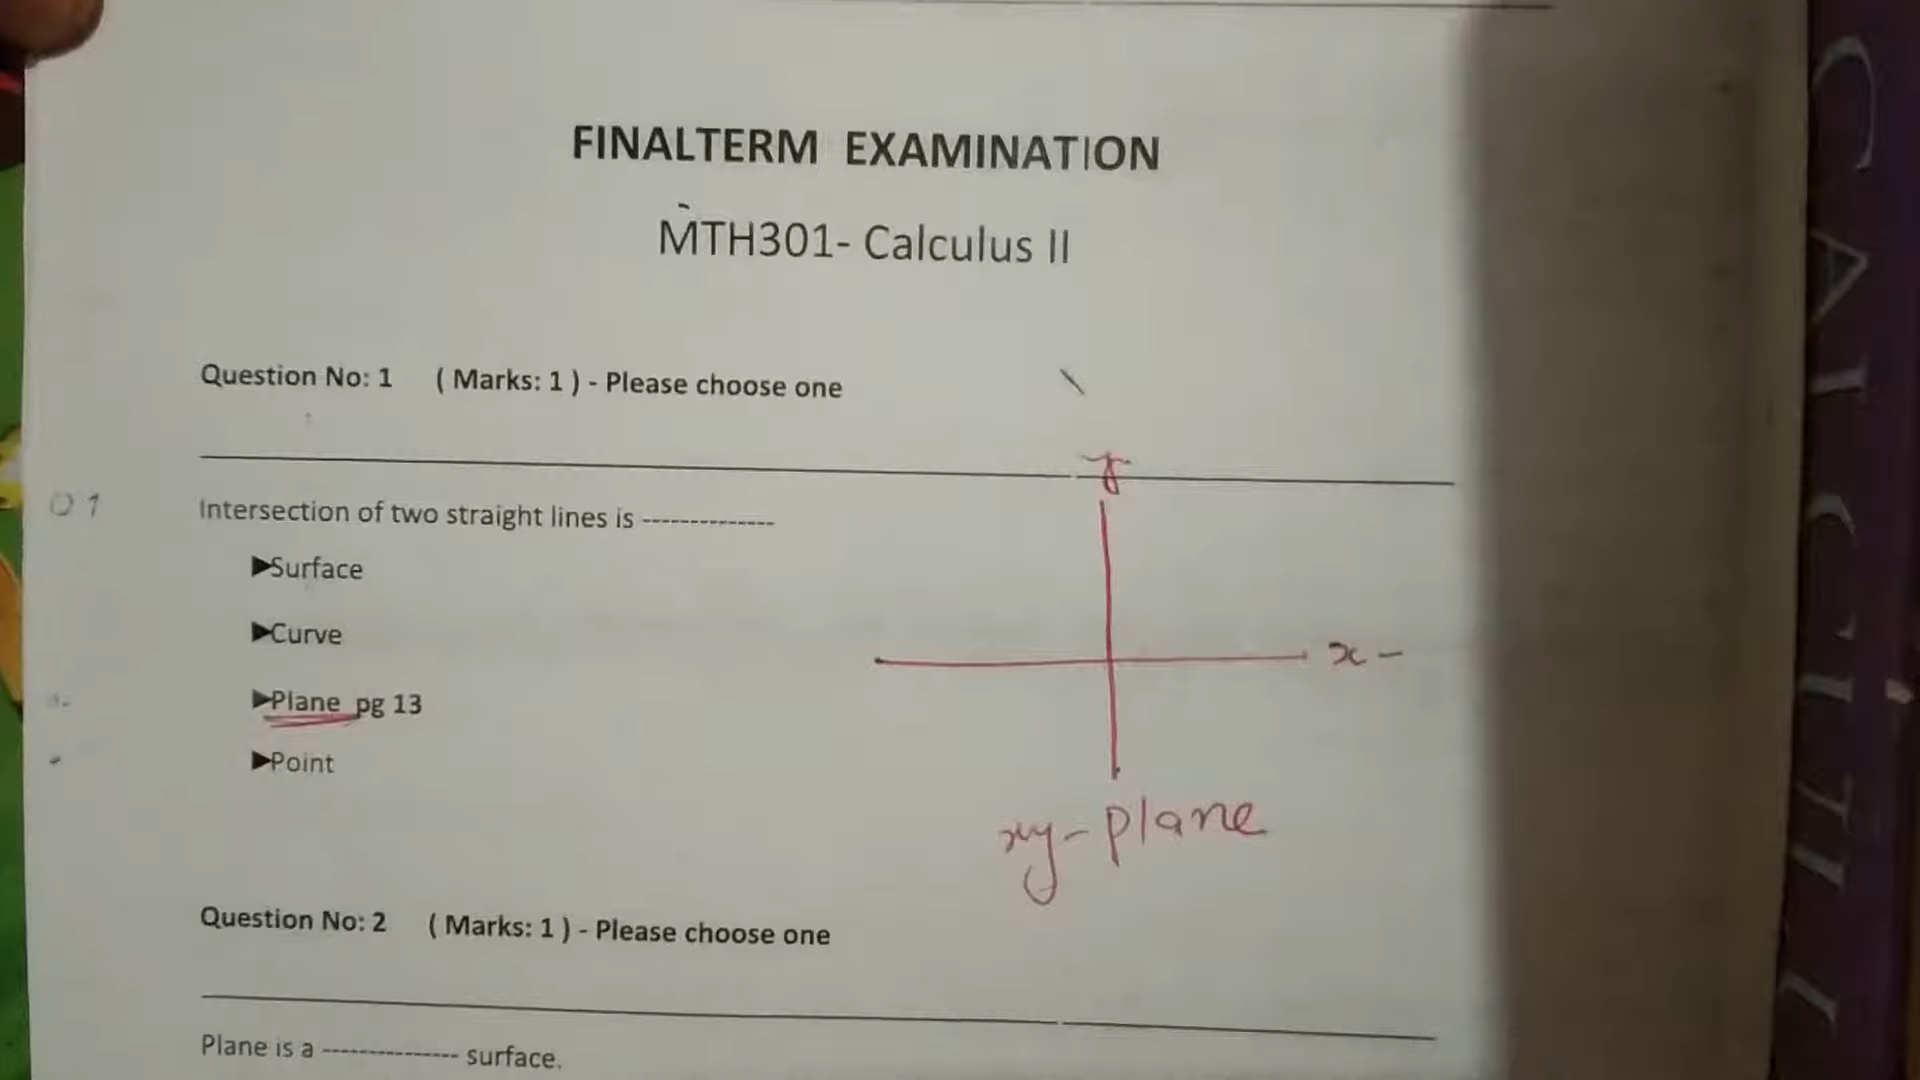 FINALTERM EXAMINATION
MTH301- Calculus II
Question No: 1 ( Marks: 1 ) - Please choose one
y
Q1
Intersection of two straight lines is --------------
►Surface
►Curve
x -
►Plane pg 13
►Point
xy-plane
Question No: 2 ( Marks: 1 ) - Please choose one
Plane is a --------------- surface.